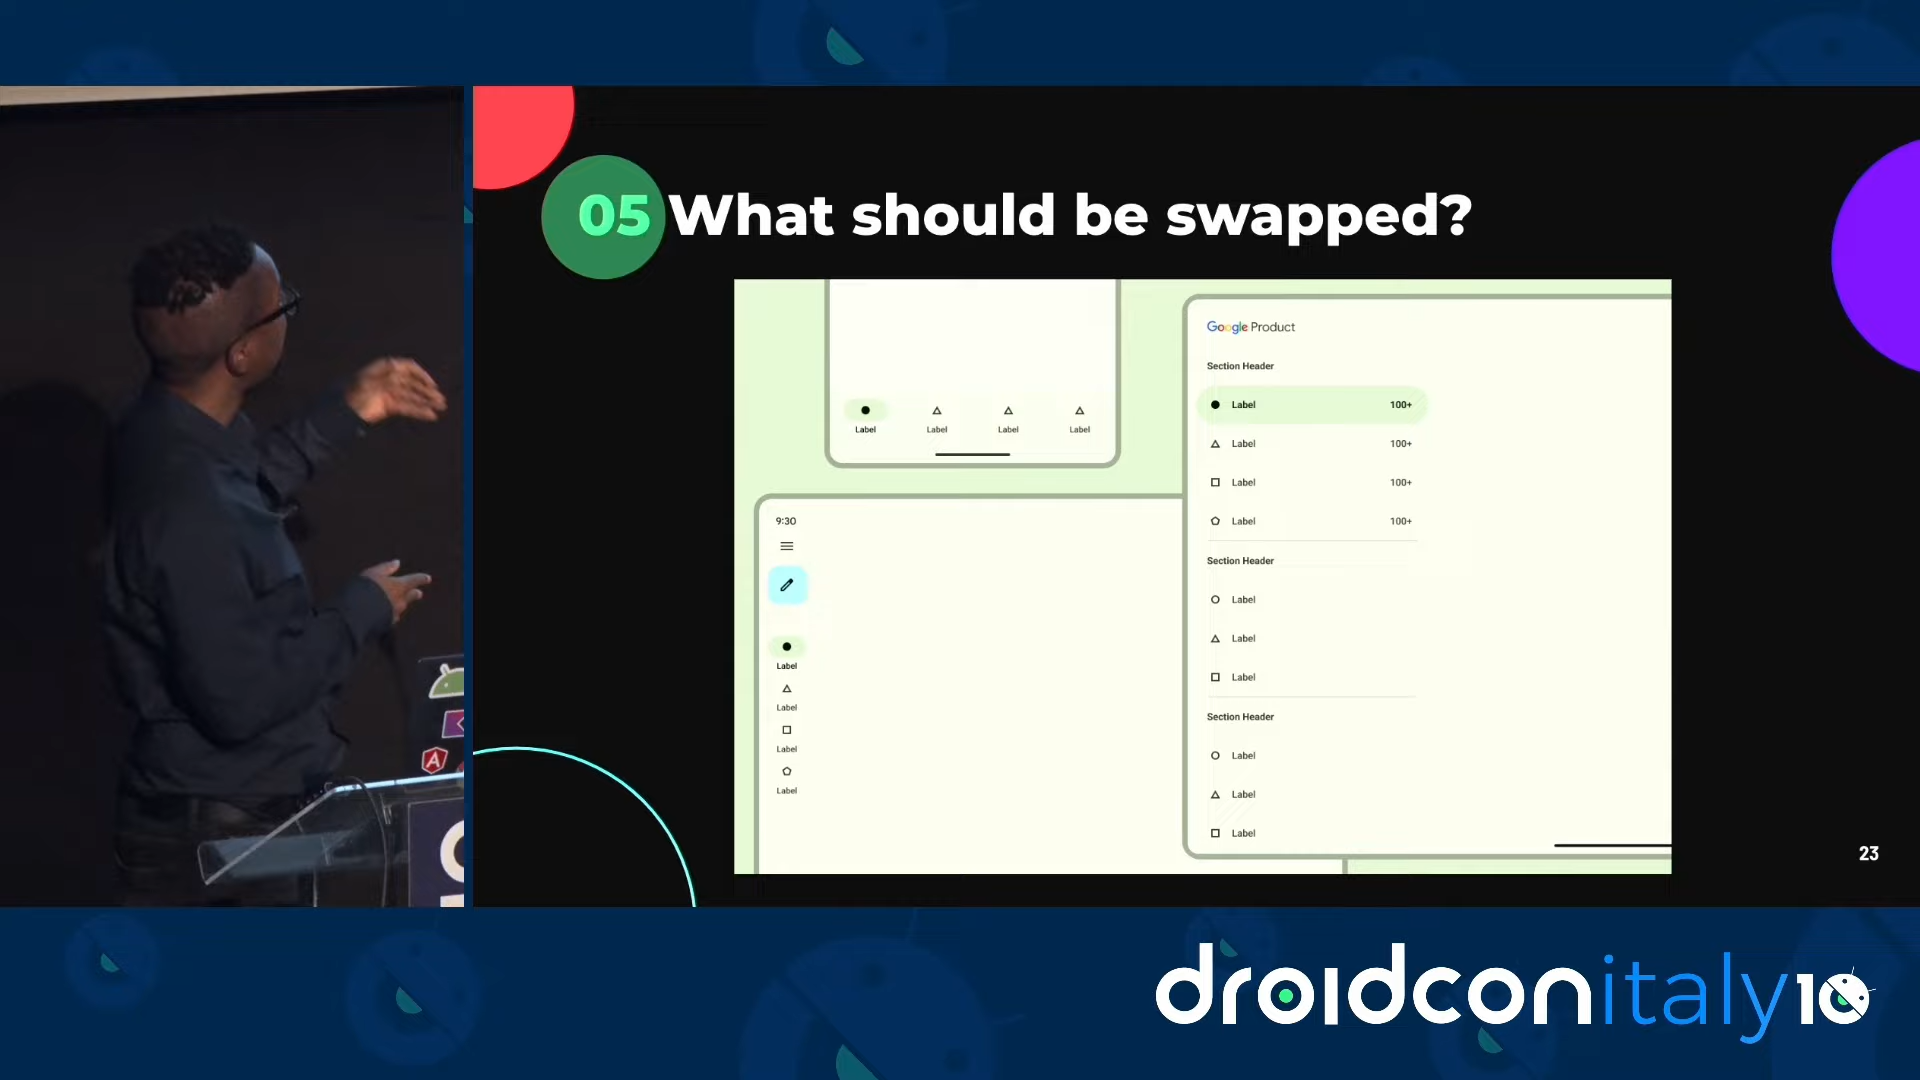 05 What should be swapped?
Label
Label
Label
Label
9:30
Label
Label
Label
Label
Google Product
Section Header
Label 100+
Label 100+
Label 100+
Label 100+
Section Header
Label
Label
Label
Section Header
Label
Label
Label
23
A
droidconitaly10